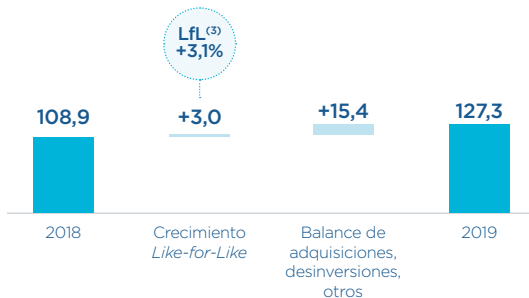 LfL(3)
+3,1%
108,9
+3,0
+15,4
127,3
2018
Crecimiento
Like-for-Like
Balance de
adquisiciones,
desinversiones,
otros
2019